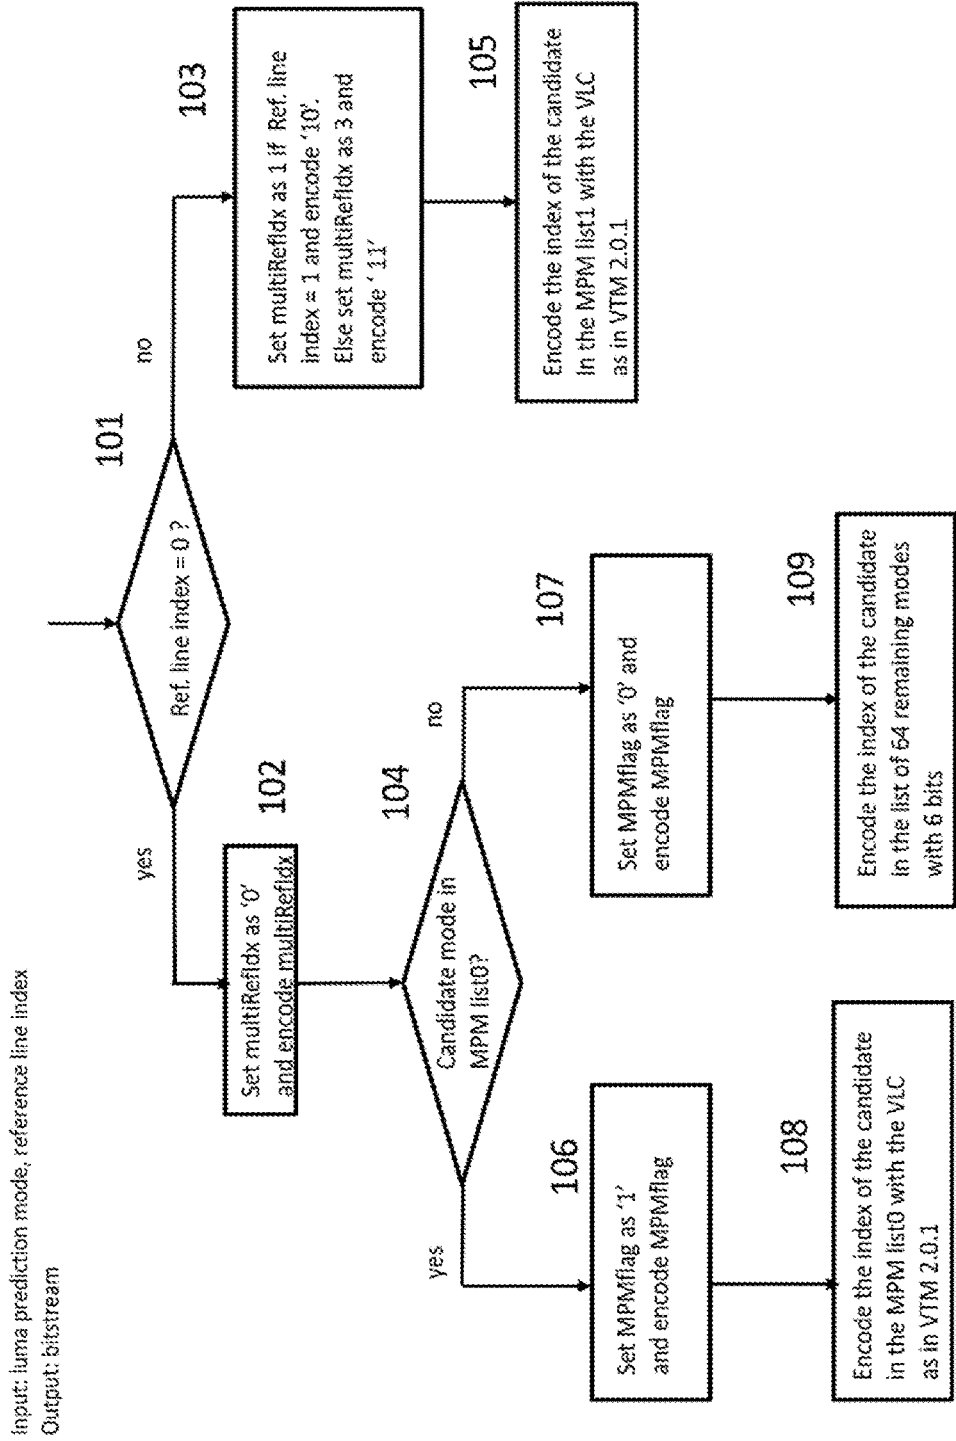 Input: luma prediction mode, reference line index
Output: bitstream
101
Ref. line index = 0 ?
yes
no
102
Set multiRefIdx as '0'
and encode multiRefIdx
103
Set multiRefIdx as 1 if Ref. line
index = 1 and encode '10'.
Else set multiRefIdx as 3 and
encode ' 11'
104
Candidate mode in
MPM list0?
yes
no
105
Encode the index of the candidate
In the MPM list1 with the VLC
as in VTM 2.0.1
106
Set MPMflag as '1'
and encode MPMflag
107
Set MPMflag as '0' and
encode MPMflag
108
Encode the index of the candidate
in the MPM list0 with the VLC
as in VTM 2.0.1
109
Encode the index of the candidate
in the list of 64 remaining modes
with 6 bits